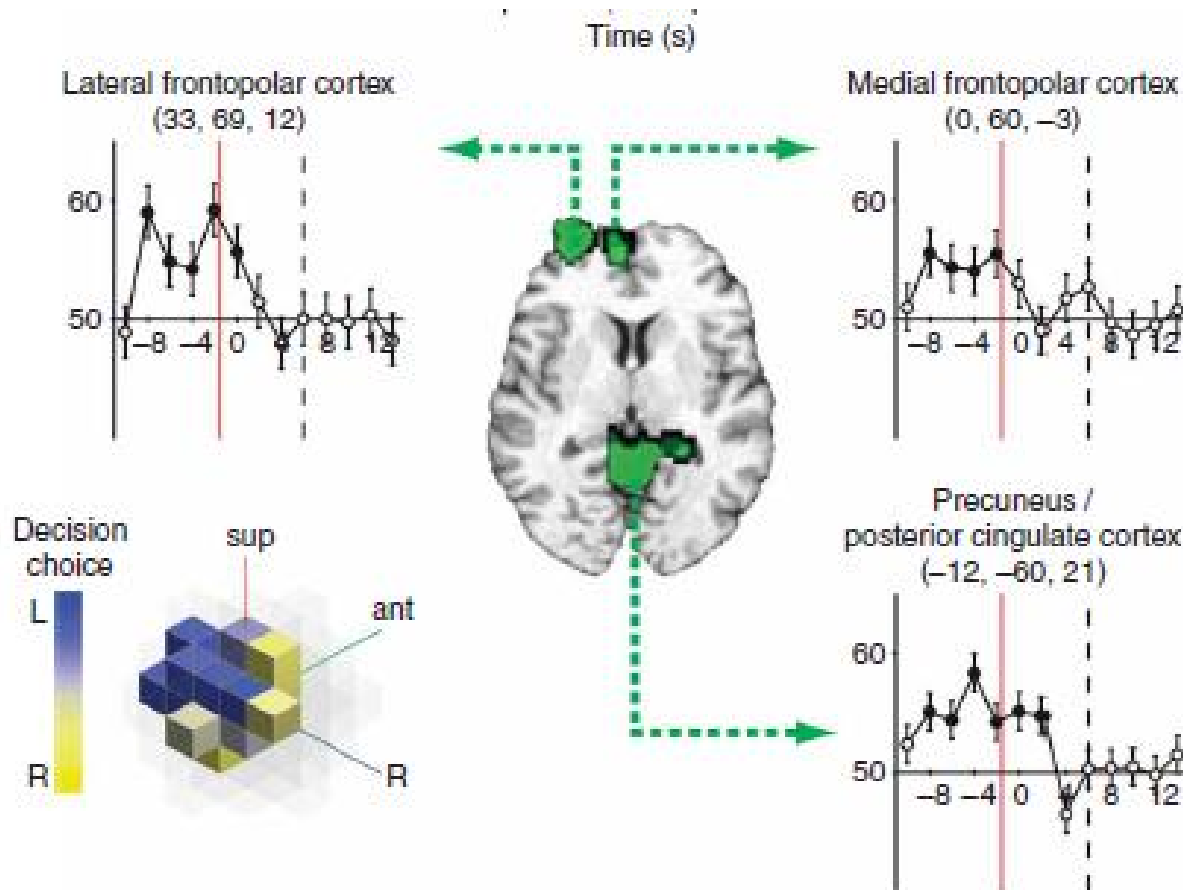 Time (s)
Lateral frontopolar cortex
(33, 69, 12)
60
50
−8 −4 0 8 12
Medial frontopolar cortex
(0, 60, −3)
60
50
−8 −4 0 4 8 12
Decision
choice
L
R
sup
ant
R
Precuneus /
posterior cingulate cortex
(−12, −60, 21)
60
50
−8 −4 0 4 8 12